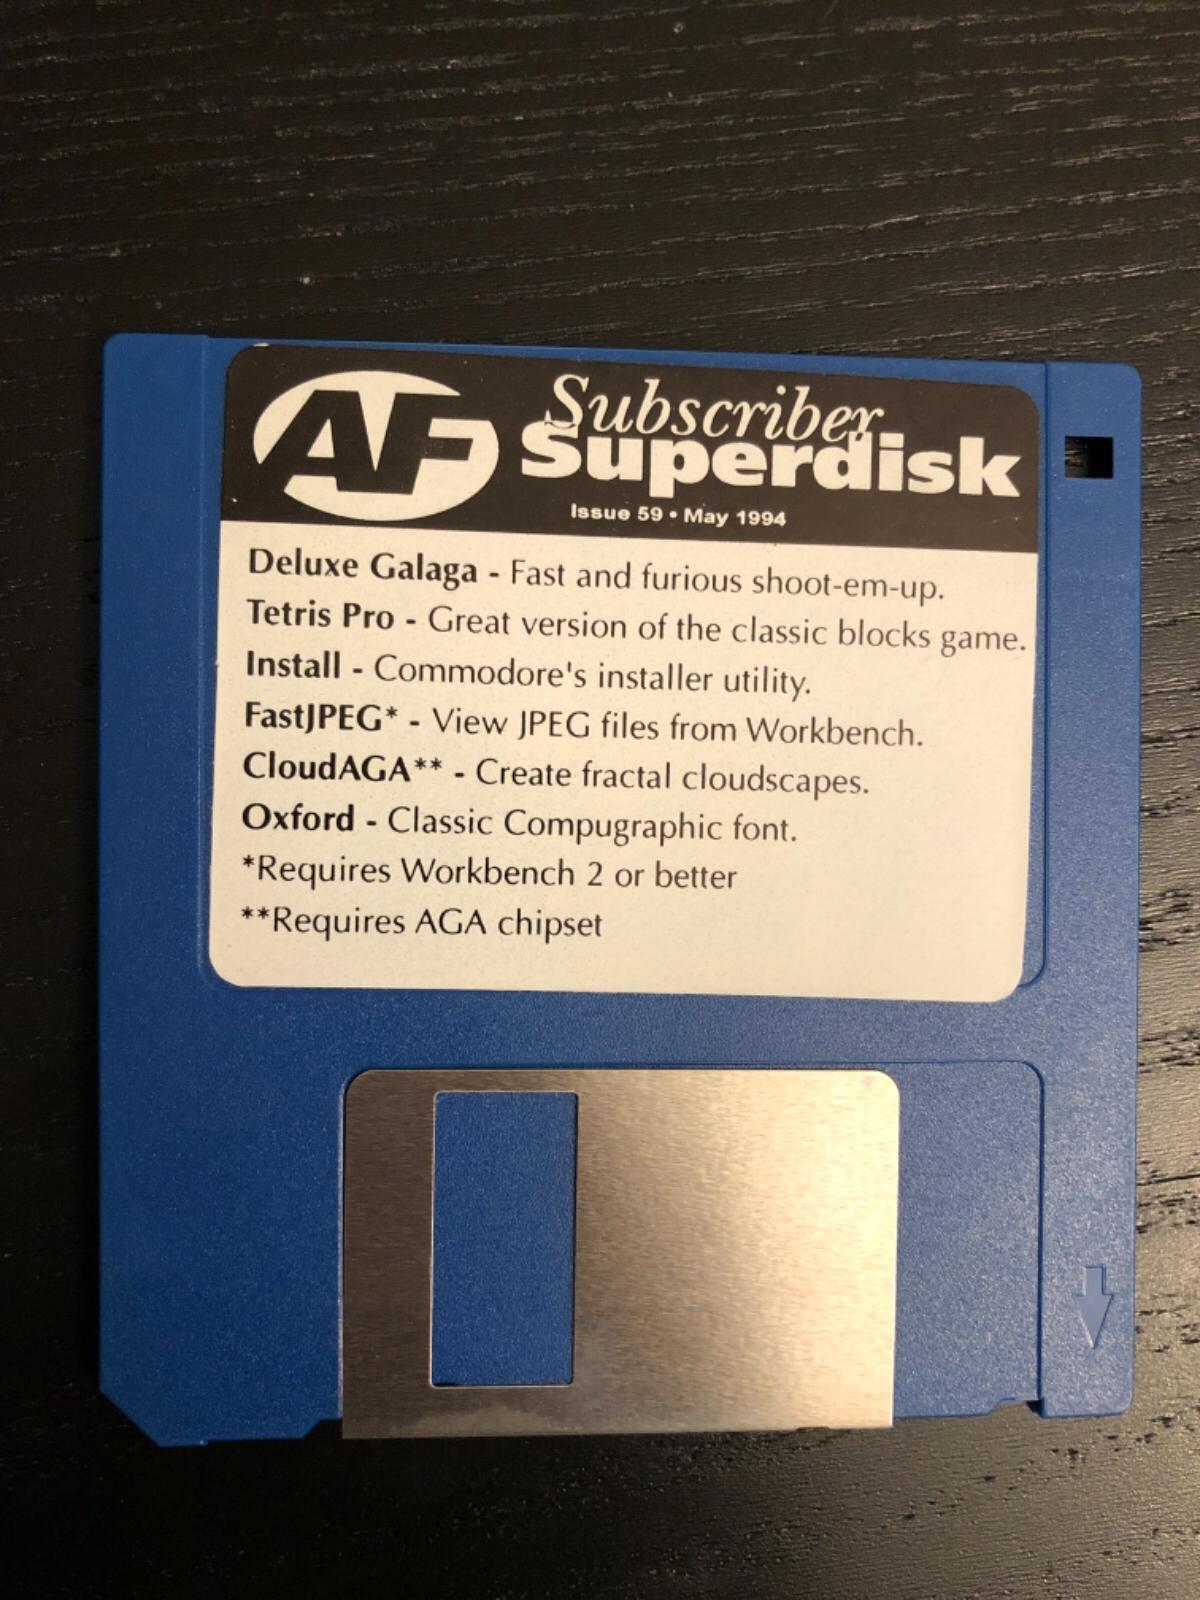 AF
Subscriber
Superdisk
Issue 59 • May 1994
Deluxe Galaga - Fast and furious shoot-em-up.
Tetris Pro - Great version of the classic blocks game.
Install - Commodore's installer utility.
FastJPEG* - View JPEG files from Workbench.
CloudAGA** - Create fractal cloudscapes.
Oxford - Classic Compugraphic font.
*Requires Workbench 2 or better
**Requires AGA chipset